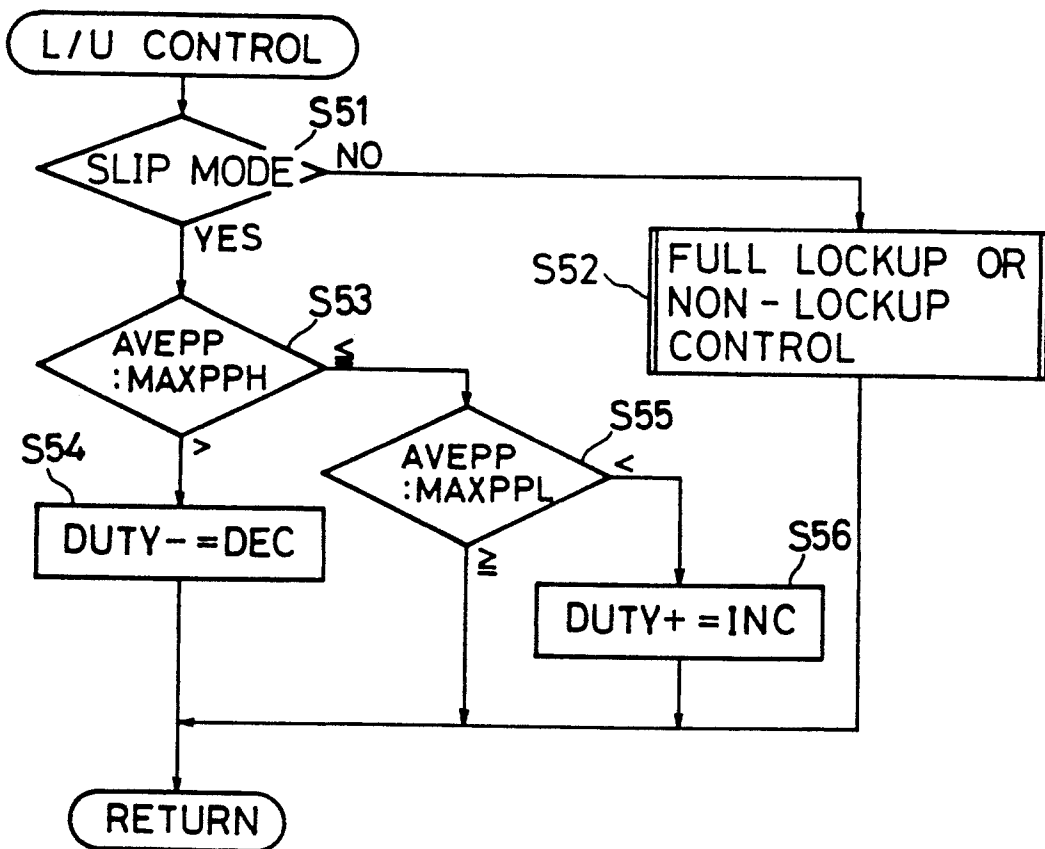 L/U CONTROL
S51
SLIP MODE
NO
YES
S52
FULL LOCKUP OR
NON-LOCKUP
CONTROL
S53
AVEPP
:MAXPPH
≦
>
S54
DUTY-=DEC
S55
AVEPP
:MAXPPL
<
≧
S56
DUTY+=INC
RETURN